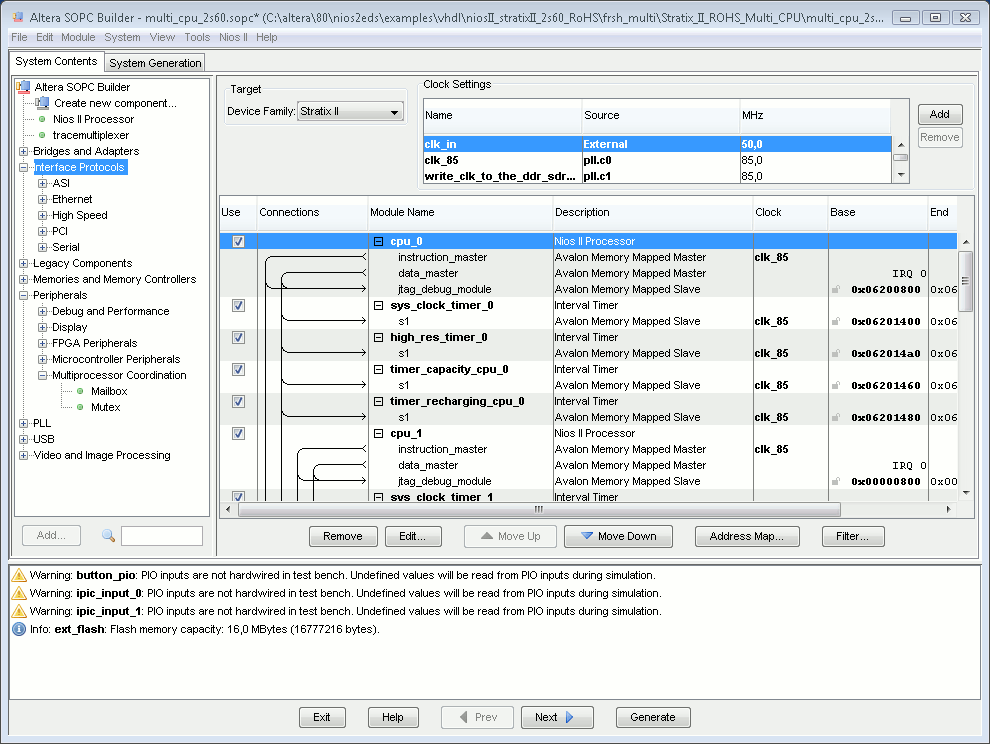 Altera SOPC Builder - multi_cpu_2s60.sopc* (C:\altera\80\nios2eds\examples\vhdl\niosII_stratixII_2s60_RoHS\frsh_multi\Stratix_II_ROHS_Multi_CPU\multi_cpu_2s...
File Edit Module System View Tools Nios II Help
System Contents System Generation
Altera SOPC Builder
Create new component...
Nios II Processor
tracemultiplexer
Bridges and Adapters
Interface Protocols
ASI
Ethernet
High Speed
PCI
Serial
Legacy Components
Memories and Memory Controllers
Peripherals
Debug and Performance
Display
FPGA Peripherals
Microcontroller Peripherals
Multiprocessor Coordination
Mailbox
Mutex
PLL
USB
Video and Image Processing
Add...
Target
Device Family: Stratix II
Clock Settings
Name Source MHz
clk_in External 50,0
clk_85 pll.c0 85,0
write_clk_to_the_ddr_sdr... pll.c1 85,0
Add
Remove
Use Connections Module Name Description Clock Base End
cpu_0 Nios II Processor
instruction_master Avalon Memory Mapped Master clk_85
data_master Avalon Memory Mapped Master IRQ 0
jtag_debug_module Avalon Memory Mapped Slave 0x06200800 0x06
sys_clock_timer_0 Interval Timer
s1 Avalon Memory Mapped Slave clk_85 0x06201400 0x06
high_res_timer_0 Interval Timer
s1 Avalon Memory Mapped Slave clk_85 0x062014a0 0x06
timer_capacity_cpu_0 Interval Timer
s1 Avalon Memory Mapped Slave clk_85 0x06201460 0x06
timer_recharging_cpu_0 Interval Timer
s1 Avalon Memory Mapped Slave clk_85 0x06201480 0x06
cpu_1 Nios II Processor
instruction_master Avalon Memory Mapped Master clk_85
data_master Avalon Memory Mapped Master IRQ 0
jtag_debug_module Avalon Memory Mapped Slave 0x00000800 0x00
sys_clock_timer_1 Interval Timer
Remove Edit... Move Up Move Down Address Map... Filter...
Warning: button_pio: PIO inputs are not hardwired in test bench. Undefined values will be read from PIO inputs during simulation.
Warning: ipic_input_0: PIO inputs are not hardwired in test bench. Undefined values will be read from PIO inputs during simulation.
Warning: ipic_input_1: PIO inputs are not hardwired in test bench. Undefined values will be read from PIO inputs during simulation.
Info: ext_flash: Flash memory capacity: 16,0 MBytes (16777216 bytes).
Exit Help Prev Next Generate